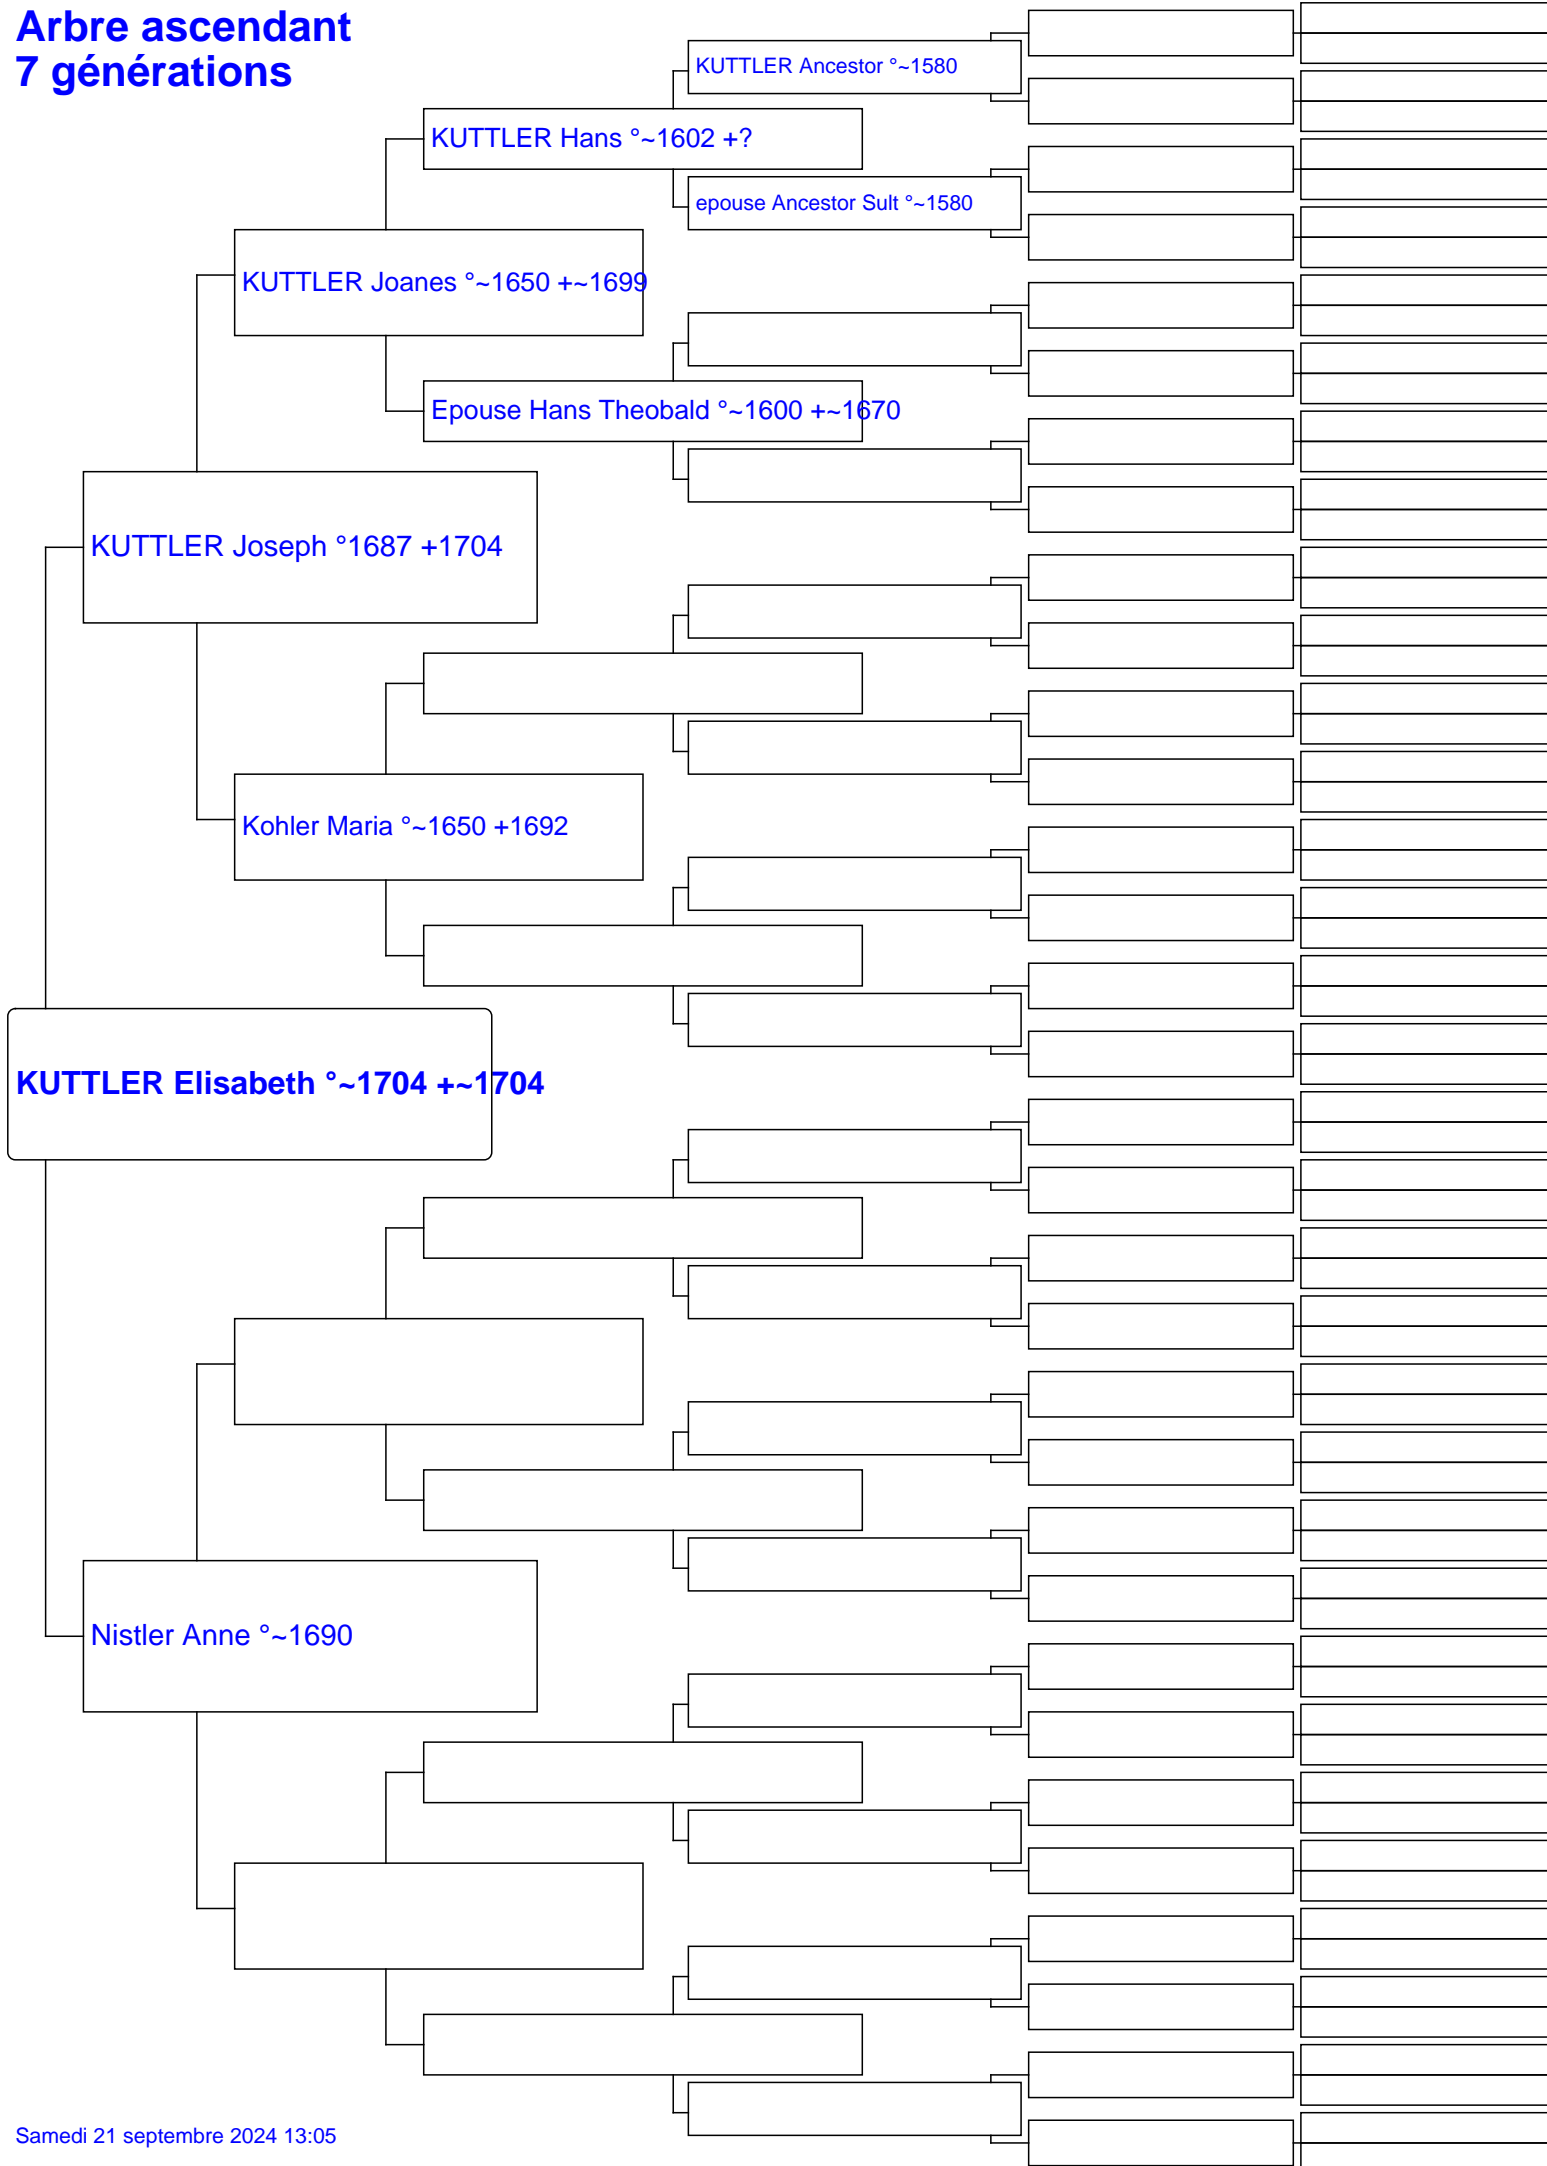 Arbre ascendant
7 générations
KUTTLER Ancestor °~1580
KUTTLER Hans °~1602 +?
epouse Ancestor Sult °~1580
KUTTLER Joanes °~1650 +~1699
Epouse Hans Theobald °~1600 +~1670
KUTTLER Joseph °1687 +1704
Kohler Maria °~1650 +1692
KUTTLER Elisabeth °~1704 +~1704
Nistler Anne °~1690
Samedi 21 septembre 2024 13:05